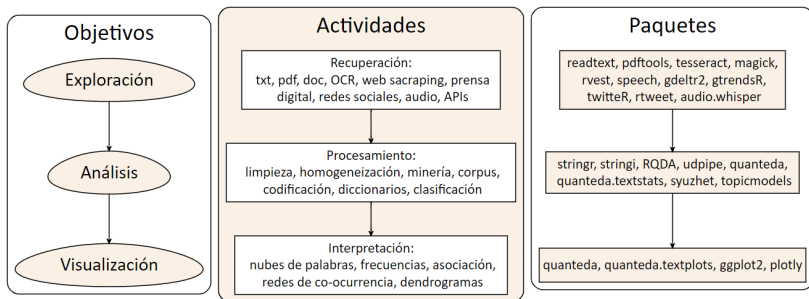 Objetivos
Exploración
Análisis
Visualización
Actividades
Recuperación:
txt, pdf, doc, OCR, web sacraping, prensa
digital, redes sociales, audio, APIs
Procesamiento:
limpieza, homogeneización, minería, corpus,
codificación, diccionarios, clasificación
Interpretación:
nubes de palabras, frecuencias, asociación,
redes de co-ocurrencia, dendrogramas
Paquetes
readtext, pdftools, tesseract, magick,
rvest, speech, gdeltr2, gtrendsR,
twitteR, rtweet, audio.whisper
stringr, stringi, RQDA, udpipe, quanteda,
quanteda.textstats, syuzhet, topicmodels
quanteda, quanteda.textplots, ggplot2, plotly